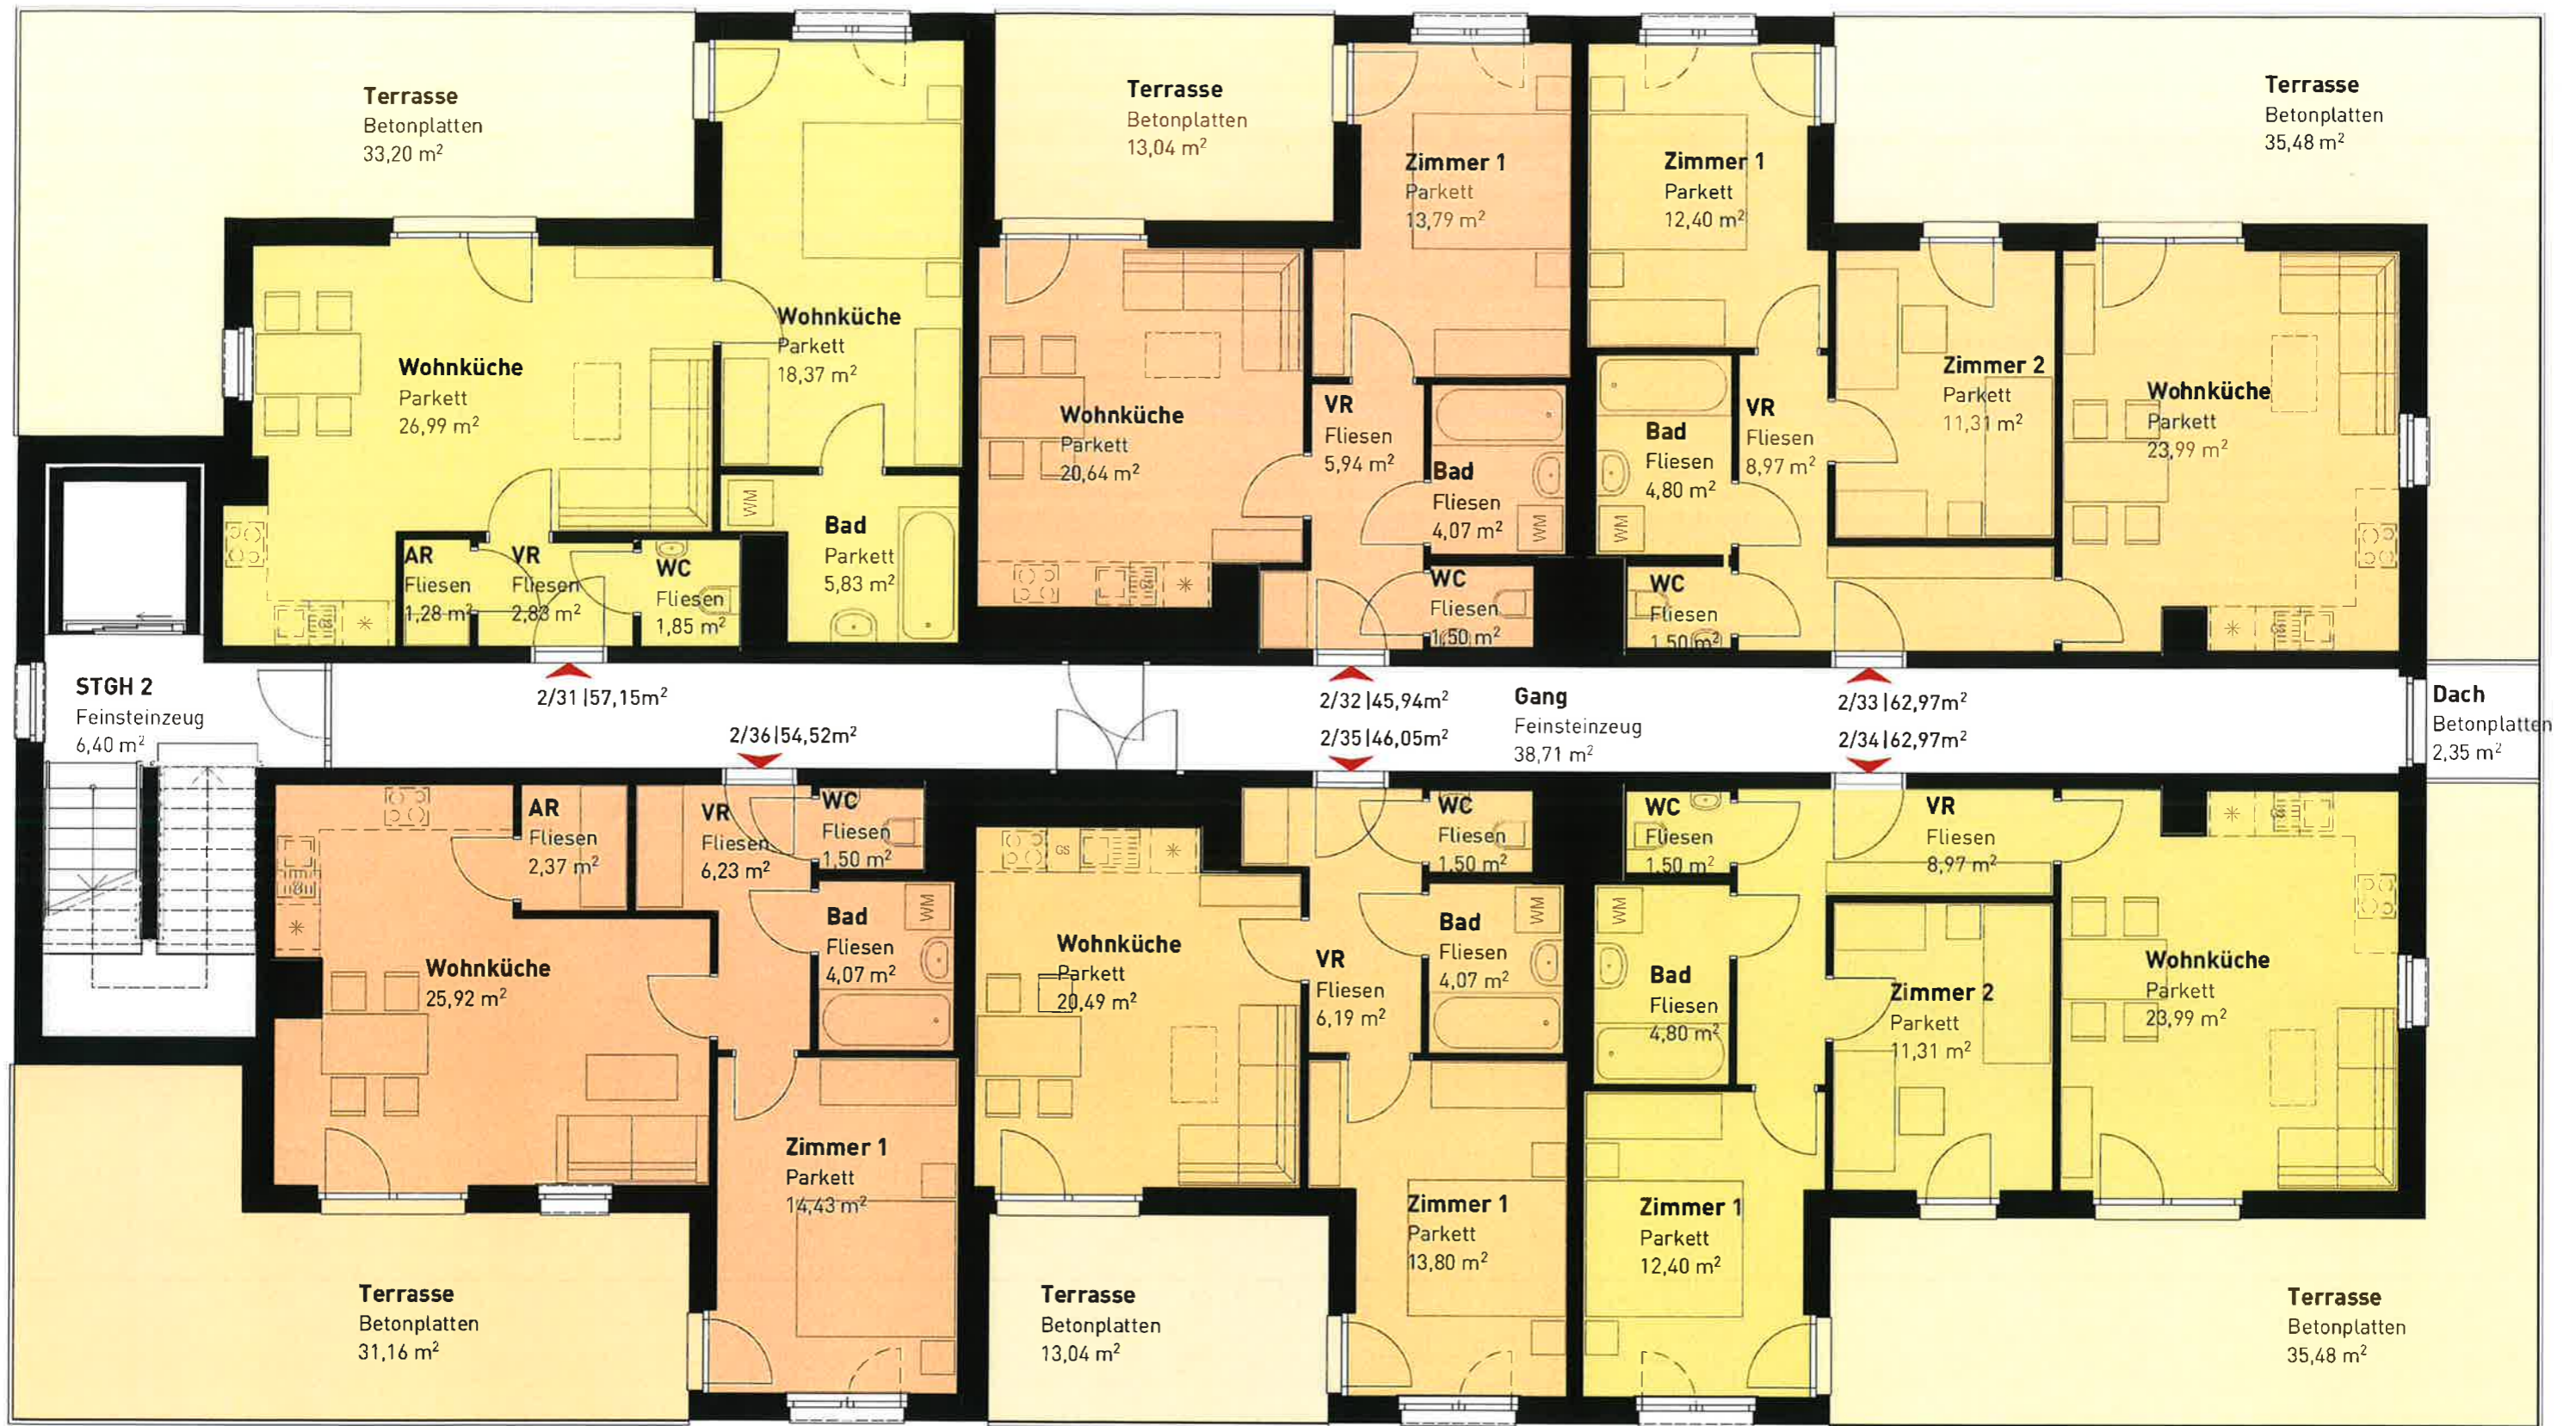 Terrasse
Betonplatten
33,20 m²
Terrasse
Betonplatten
13,04 m²
Terrasse
Betonplatten
35,48 m²
Zimmer 1
Parkett
13,79 m²
Zimmer 1
Parkett
12,40 m²
Wohnküche
Parkett
18,37 m²
Wohnküche
Parkett
26,99 m²
Wohnküche
Parkett
20,64 m²
VR
Fliesen
5,94 m²
Bad
Fliesen
4,07 m²
WM
Bad
Fliesen
4,80 m²
WM
VR
Fliesen
8,97 m²
Zimmer 2
Parkett
11,31 m²
Wohnküche
Parkett
23,99 m²
WM
Bad
Parkett
5,83 m²
AR
Fliesen
1,28 m²
VR
Fliesen
2,83 m²
WC
Fliesen
1,85 m²
WC
Fliesen
1,50 m²
WC
Fliesen
1,50 m²
STGH 2
Feinsteinzeug
6,40 m²
2/31|57,15m²
2/36|54,52m²
2/32|45,94m²
2/35|46,05m²
Gang
Feinsteinzeug
38,71 m²
2/33|62,97m²
2/34|62,97m²
Dach
Betonplatten
2,35 m²
AR
Fliesen
2,37 m²
VR
Fliesen
6,23 m²
WC
Fliesen
1,50 m²
GS
WC
Fliesen
1,50 m²
WC
Fliesen
1,50 m²
VR
Fliesen
8,97 m²
Bad
Fliesen
4,07 m²
WM
Wohnküche
25,92 m²
Wohnküche
Parkett
20,49 m²
VR
Fliesen
6,19 m²
Bad
Fliesen
4,07 m²
WM
WM
Bad
Fliesen
4,80 m²
Zimmer 2
Parkett
11,31 m²
Wohnküche
Parkett
23,99 m²
Zimmer 1
Parkett
14,43 m²
Zimmer 1
Parkett
13,80 m²
Zimmer 1
Parkett
12,40 m²
Terrasse
Betonplatten
31,16 m²
Terrasse
Betonplatten
13,04 m²
Terrasse
Betonplatten
35,48 m²